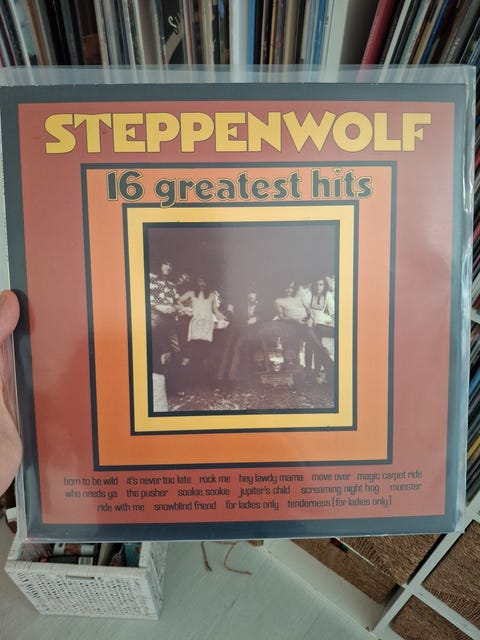 STEPPENWOLF
16 greatest hits
born to be wild it's never too late rock me hey lawdy mama move over magic carpet ride
who needs ya the pusher sookie, sookie jupiter's child screaming night hog monster
ride with me snowblind friend for ladies only tenderness (for ladies only)